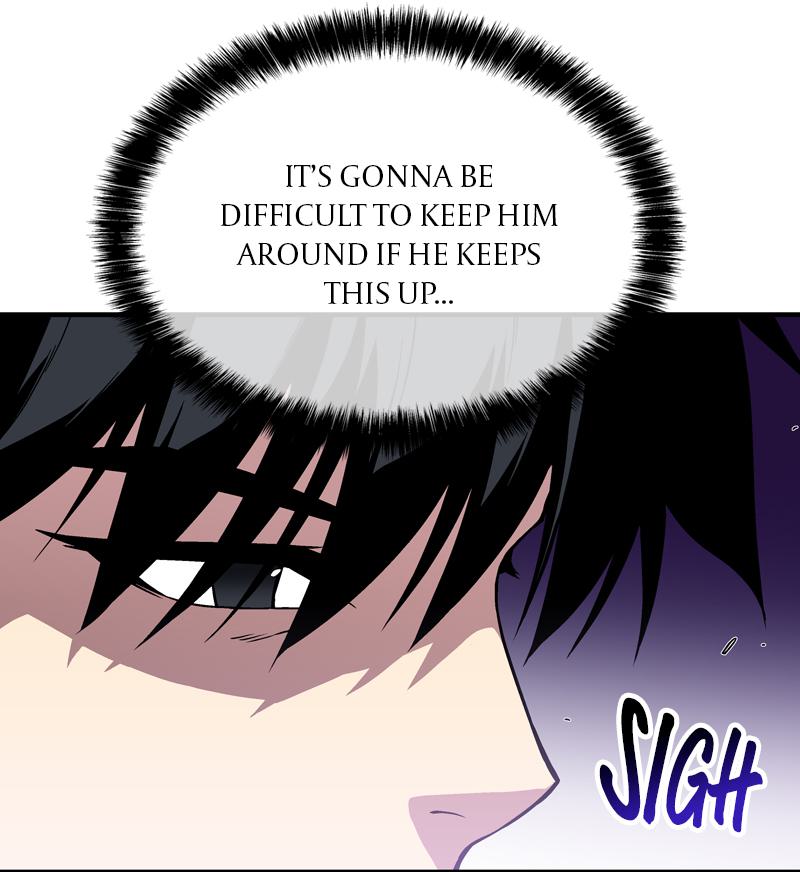 IT'S GONNA BE
DIFFICULT TO KEEP HIM
AROUND IF HE KEEPS
THIS UP...
SIGH